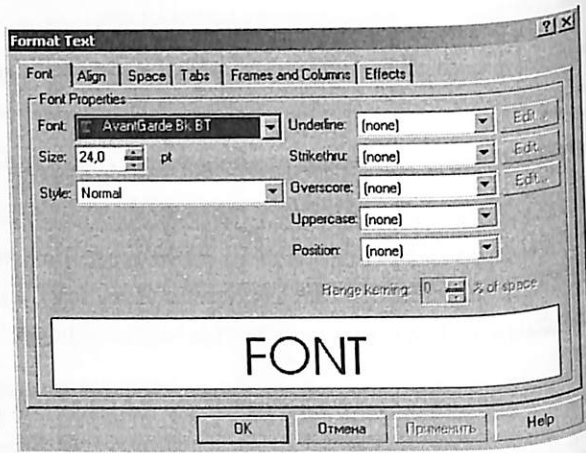 Format Text
Font Align Space Tabs Frames and Columns Effects
Font Properties
Font: AvantGarde Bk BT Underline: (none) Edit...
Size: 24,0 pt Strikethru: (none) Edit...
Style: Normal Overscore: (none) Edit...
Uppercase: (none)
Position: (none)
Range kerning: 0 % of space
FONT
OK Отмена Применить Help